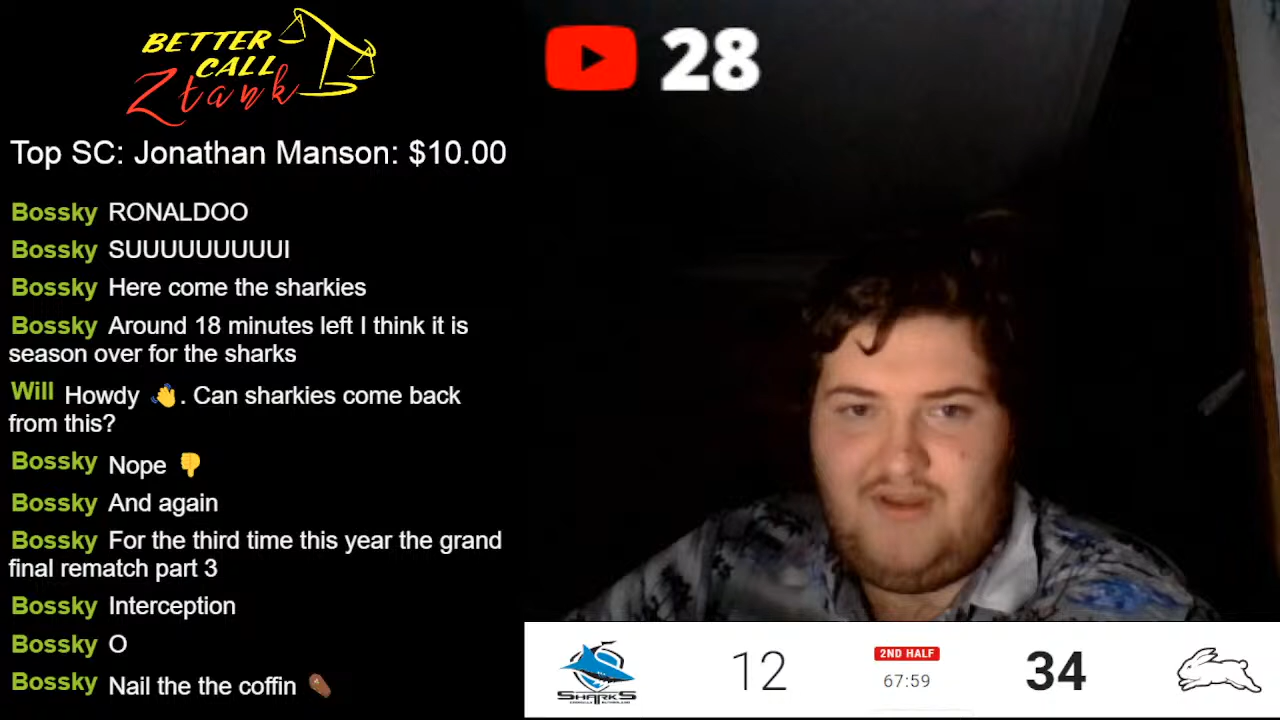 BETTER
CALL
Ztank
28
Top SC: Jonathan Manson: $10.00
Bossky RONALDOO
Bossky SUUUUUUUUUI
Bossky Here come the sharkies
Bossky Around 18 minutes left I think it is
season over for the sharks
Will Howdy 👋. Can sharkies come back
from this?
Bossky Nope 👎
Bossky And again
Bossky For the third time this year the grand
final rematch part 3
Bossky Interception
Bossky O
Bossky Nail the the coffin ⚰️
SHARKS
12
2ND HALF
67:59
34